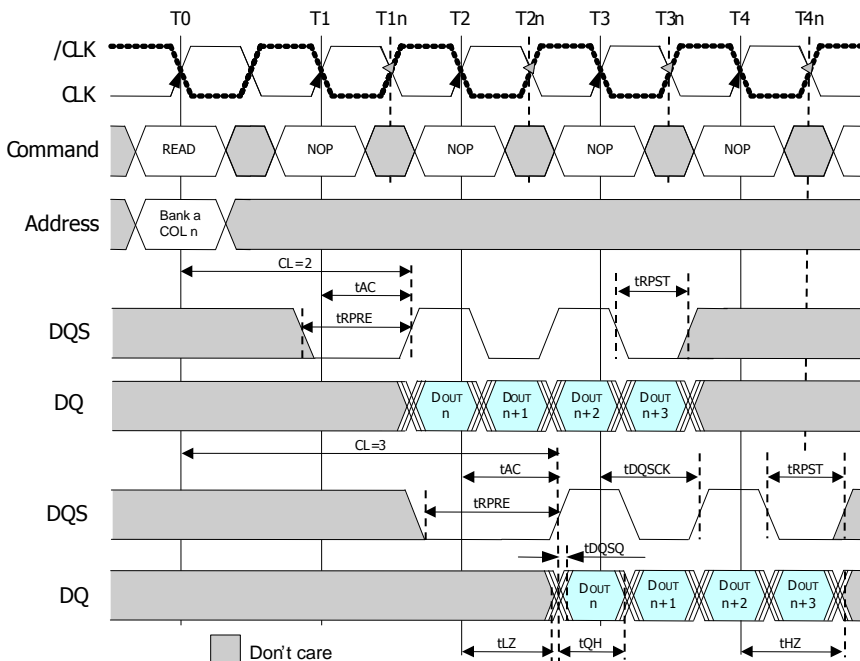 T0 T1 T1n T2 T2n T3 T3n T4 T4n
/CLK
CLK
Command READ NOP NOP NOP NOP
Address Bank a
COL n
CL=2
tAC
tRPST
tRPRE
DQS
DQ DOUT n DOUT n+1 DOUT n+2 DOUT n+3
CL=3
tAC tDQSCK tRPST
tRPRE
DQS
tDQSQ
DQ DOUT n DOUT n+1 DOUT n+2 DOUT n+3
tLZ tQH tHZ
Don't care